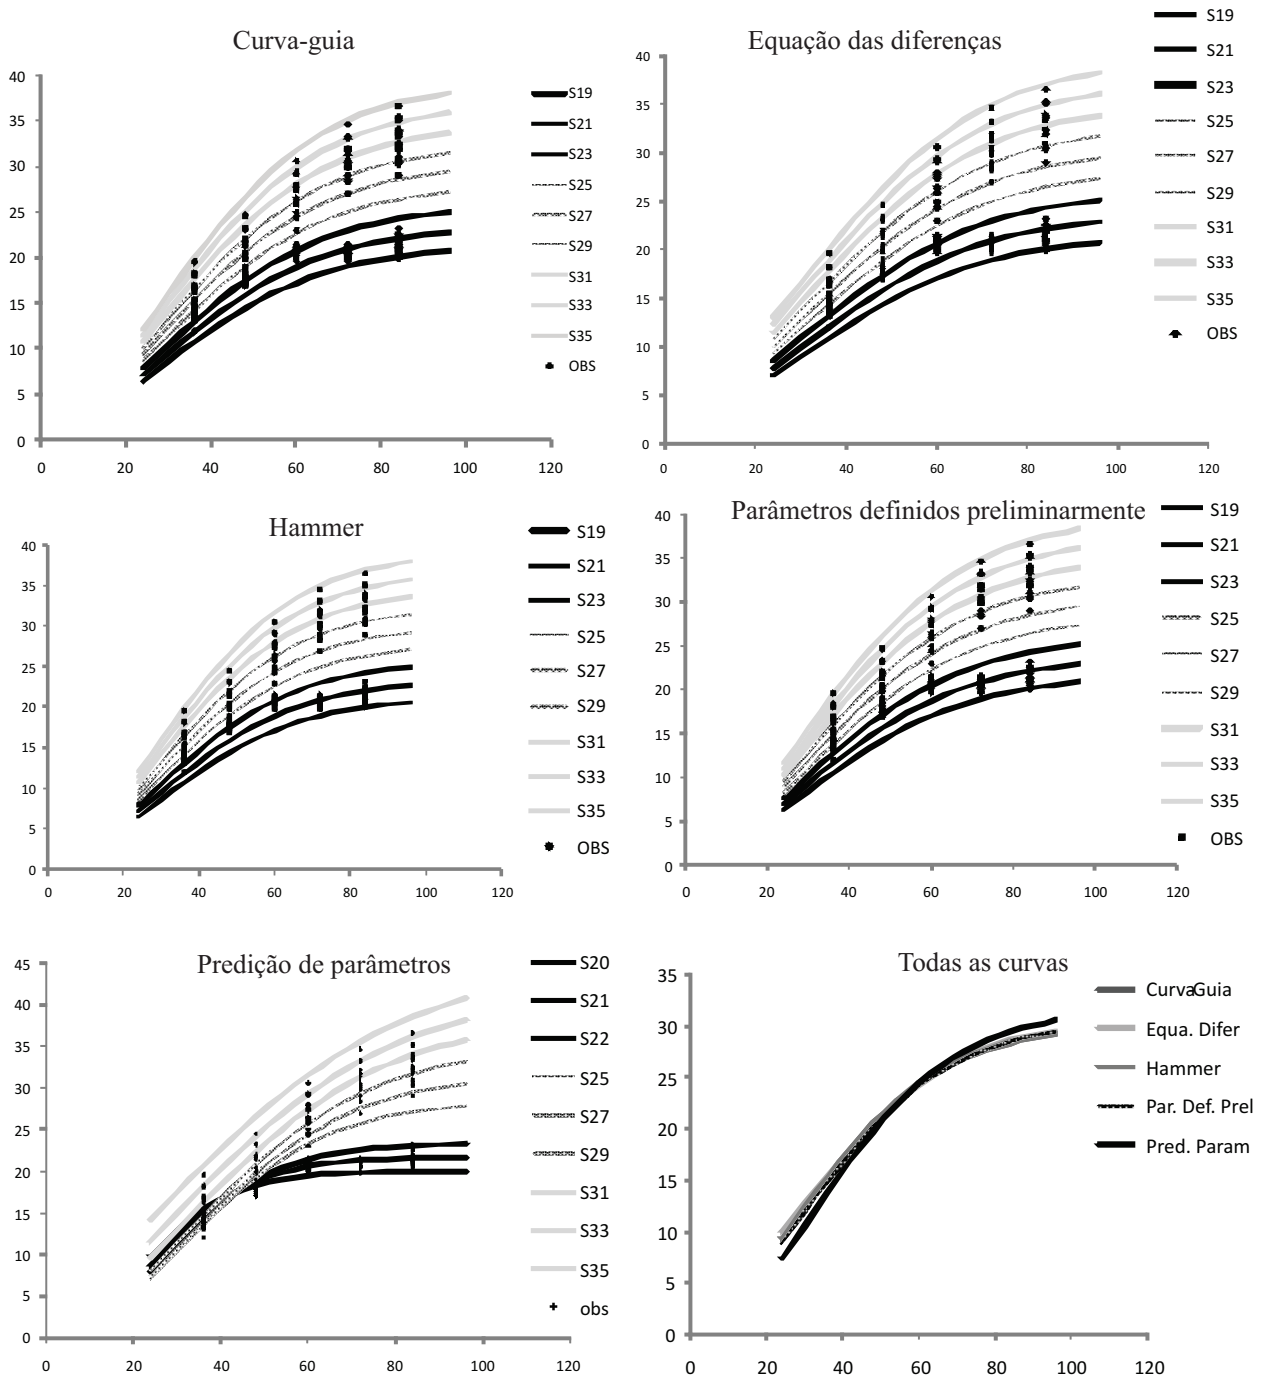 Curva-guia
40
35
30
25
20
15
10
5
0
0 20 40 60 80 100 120
S19
S21
S23
S25
S27
S29
S31
S33
S35
OBS
Equação das diferenças
40
35
30
25
20
15
10
5
0
0 20 40 60 80 100 120
S19
S21
S23
S25
S27
S29
S31
S33
S35
OBS
Hammer
40
35
30
25
20
15
10
5
0
0 20 40 60 80 100 120
S19
S21
S23
S25
S27
S29
S31
S33
S35
OBS
Parâmetros definidos preliminarmente
40
35
30
25
20
15
10
5
0
0 20 40 60 80 100 120
S19
S21
S23
S25
S27
S29
S31
S33
S35
OBS
Predição de parâmetros
45
40
35
30
25
20
15
10
5
0
0 20 40 60 80 100 120
S20
S21
S22
S25
S27
S29
S31
S33
S35
obs
Todas as curvas
35
30
25
20
15
10
5
0
0 20 40 60 80 100 120
CurvaGuia
Equa. Difer
Hammer
Par. Def. Prel
Pred. Param